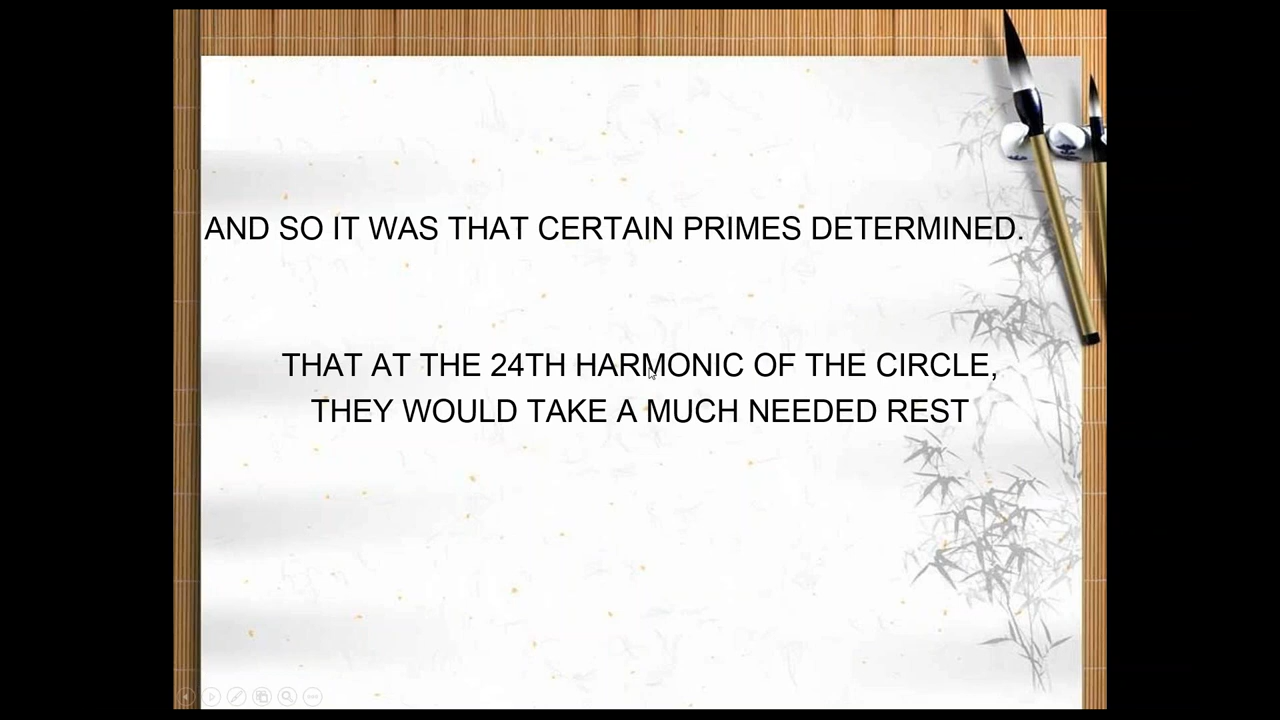 AND SO IT WAS THAT CERTAIN PRIMES DETERMINED.
THAT AT THE 24TH HARMONIC OF THE CIRCLE,
THEY WOULD TAKE A MUCH NEEDED REST